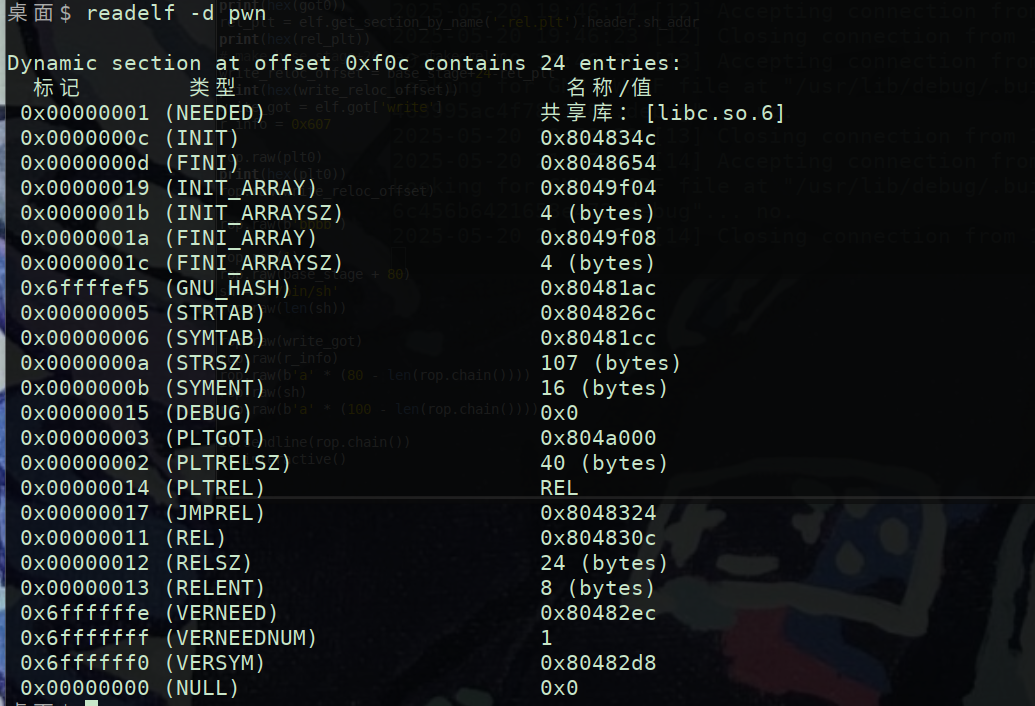 桌面$ readelf -d pwn
Dynamic section at offset 0xf0c contains 24 entries:
标记 类型 名称/值
0x00000001 (NEEDED) 共享库：[libc.so.6]
0x0000000c (INIT) 0x804834c
0x0000000d (FINI) 0x8048654
0x00000019 (INIT_ARRAY) 0x8049f04
0x0000001b (INIT_ARRAYSZ) 4 (bytes)
0x0000001a (FINI_ARRAY) 0x8049f08
0x0000001c (FINI_ARRAYSZ) 4 (bytes)
0x6ffffef5 (GNU_HASH) 0x80481ac
0x00000005 (STRTAB) 0x804826c
0x00000006 (SYMTAB) 0x80481cc
0x0000000a (STRSZ) 107 (bytes)
0x0000000b (SYMENT) 16 (bytes)
0x00000015 (DEBUG) 0x0
0x00000003 (PLTGOT) 0x804a000
0x00000002 (PLTRELSZ) 40 (bytes)
0x00000014 (PLTREL) REL
0x00000017 (JMPREL) 0x8048324
0x00000011 (REL) 0x804830c
0x00000012 (RELSZ) 24 (bytes)
0x00000013 (RELENT) 8 (bytes)
0x6ffffffe (VERNEED) 0x80482ec
0x6fffffff (VERNEEDNUM) 1
0x6ffffff0 (VERSYM) 0x80482d8
0x00000000 (NULL) 0x0